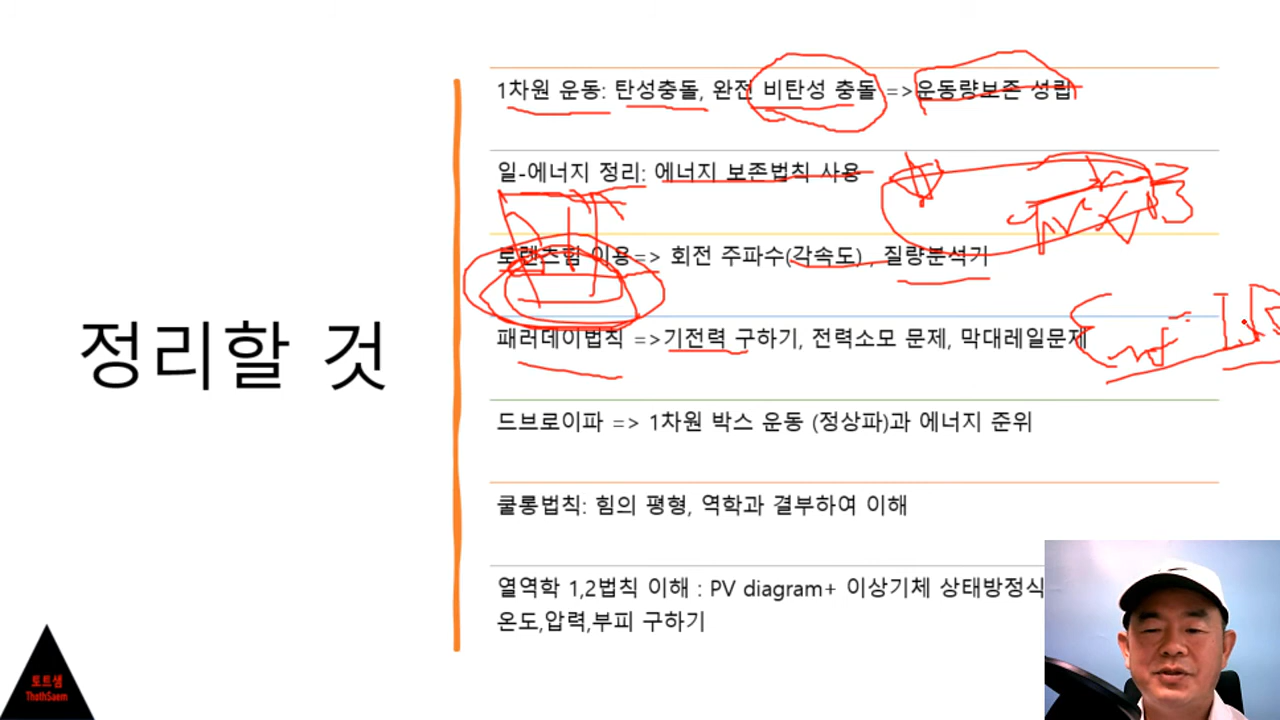 1차원 운동: 탄성충돌, 완전 비탄성 충돌 =>운동량보존 성립
일-에너지 정리: 에너지 보존법칙 사용
로렌츠힘 이용=> 회전 주파수(각속도) , 질량분석기
정리할 것
패러데이법칙 =>기전력 구하기, 전력소모 문제, 막대레일문제
드브로이파 => 1차원 박스 운동 (정상파)과 에너지 준위
쿨롱법칙: 힘의 평형, 역학과 결부하여 이해
열역학 1,2법칙 이해 : PV diagram+ 이상기체 상태방정식
온도,압력,부피 구하기
토트샘
ThothSaem